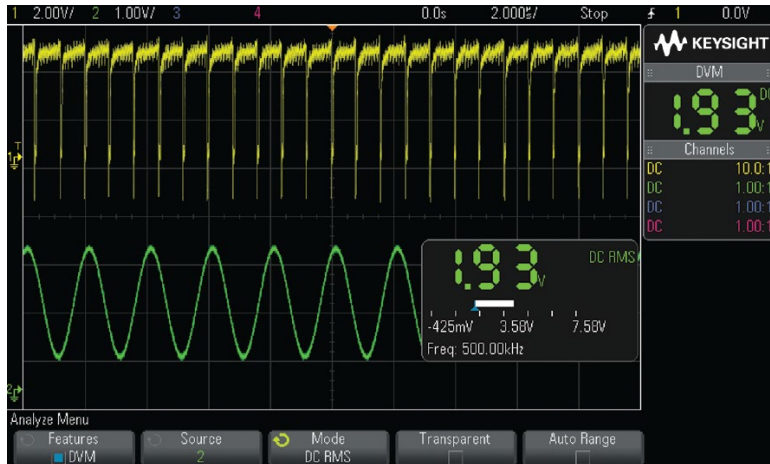 1 2.00V/ 2 1.00V/ 3 4 0.0s 2.000s/ Stop 1 0.0V
KEYSIGHT
DVM
1.93 V
Channels
DC 10.0:1
DC 1.00:1
DC 1.00:1
DC 1.00:1
T
1
1.93 V DC RMS
-425mV 3.58V 7.58V
Freq: 500.00kHz
2
Analyze Menu
Features Source Mode Transparent Auto Range
DVM 2 DC RMS